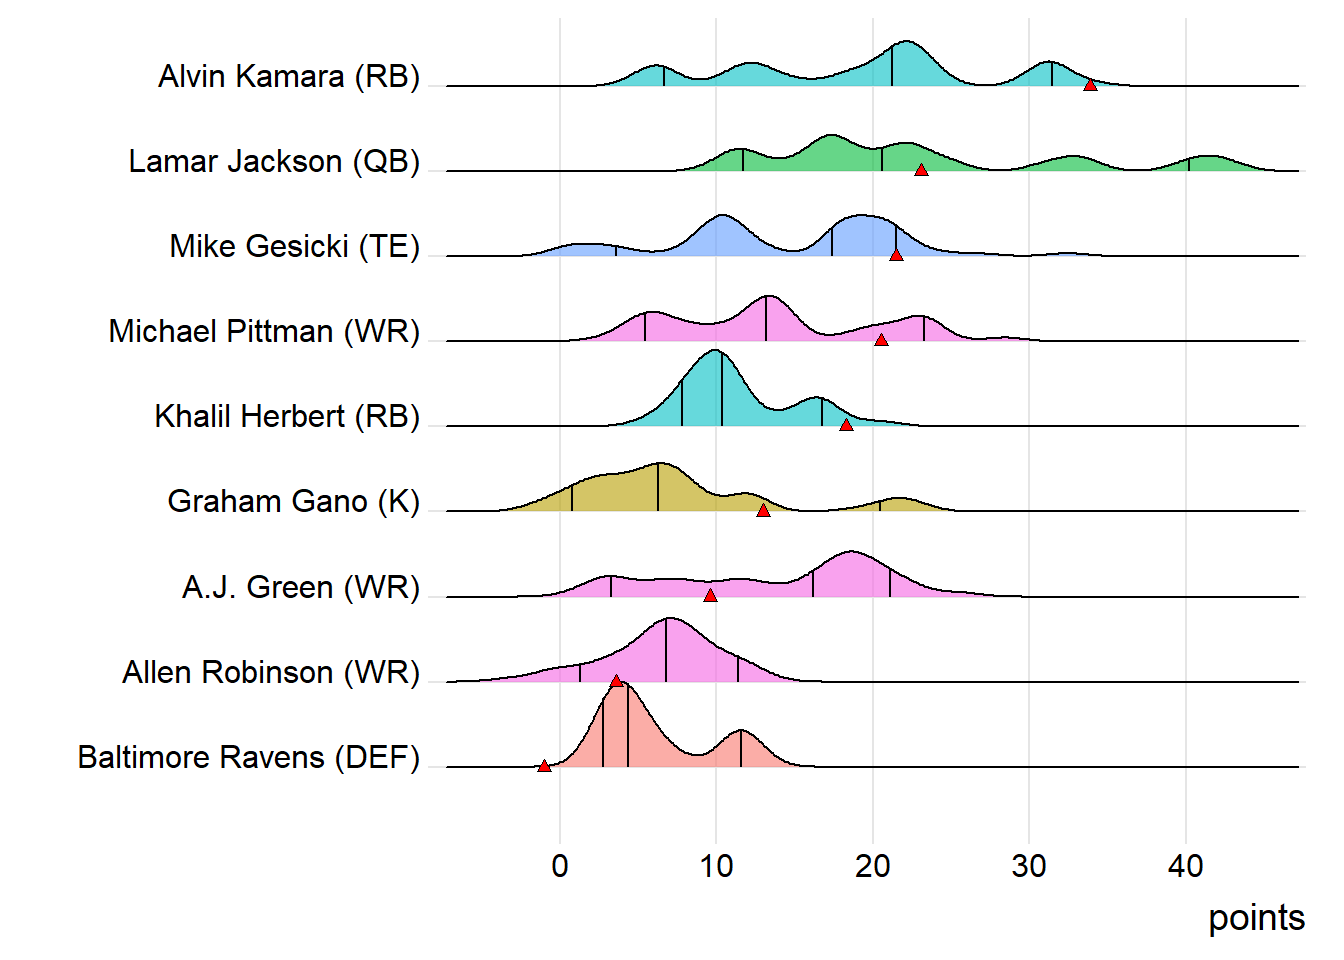 Alvin Kamara (RB)
Lamar Jackson (QB)
Mike Gesicki (TE)
Michael Pittman (WR)
Khalil Herbert (RB)
Graham Gano (K)
A.J. Green (WR)
Allen Robinson (WR)
Baltimore Ravens (DEF)
0 10 20 30 40
points